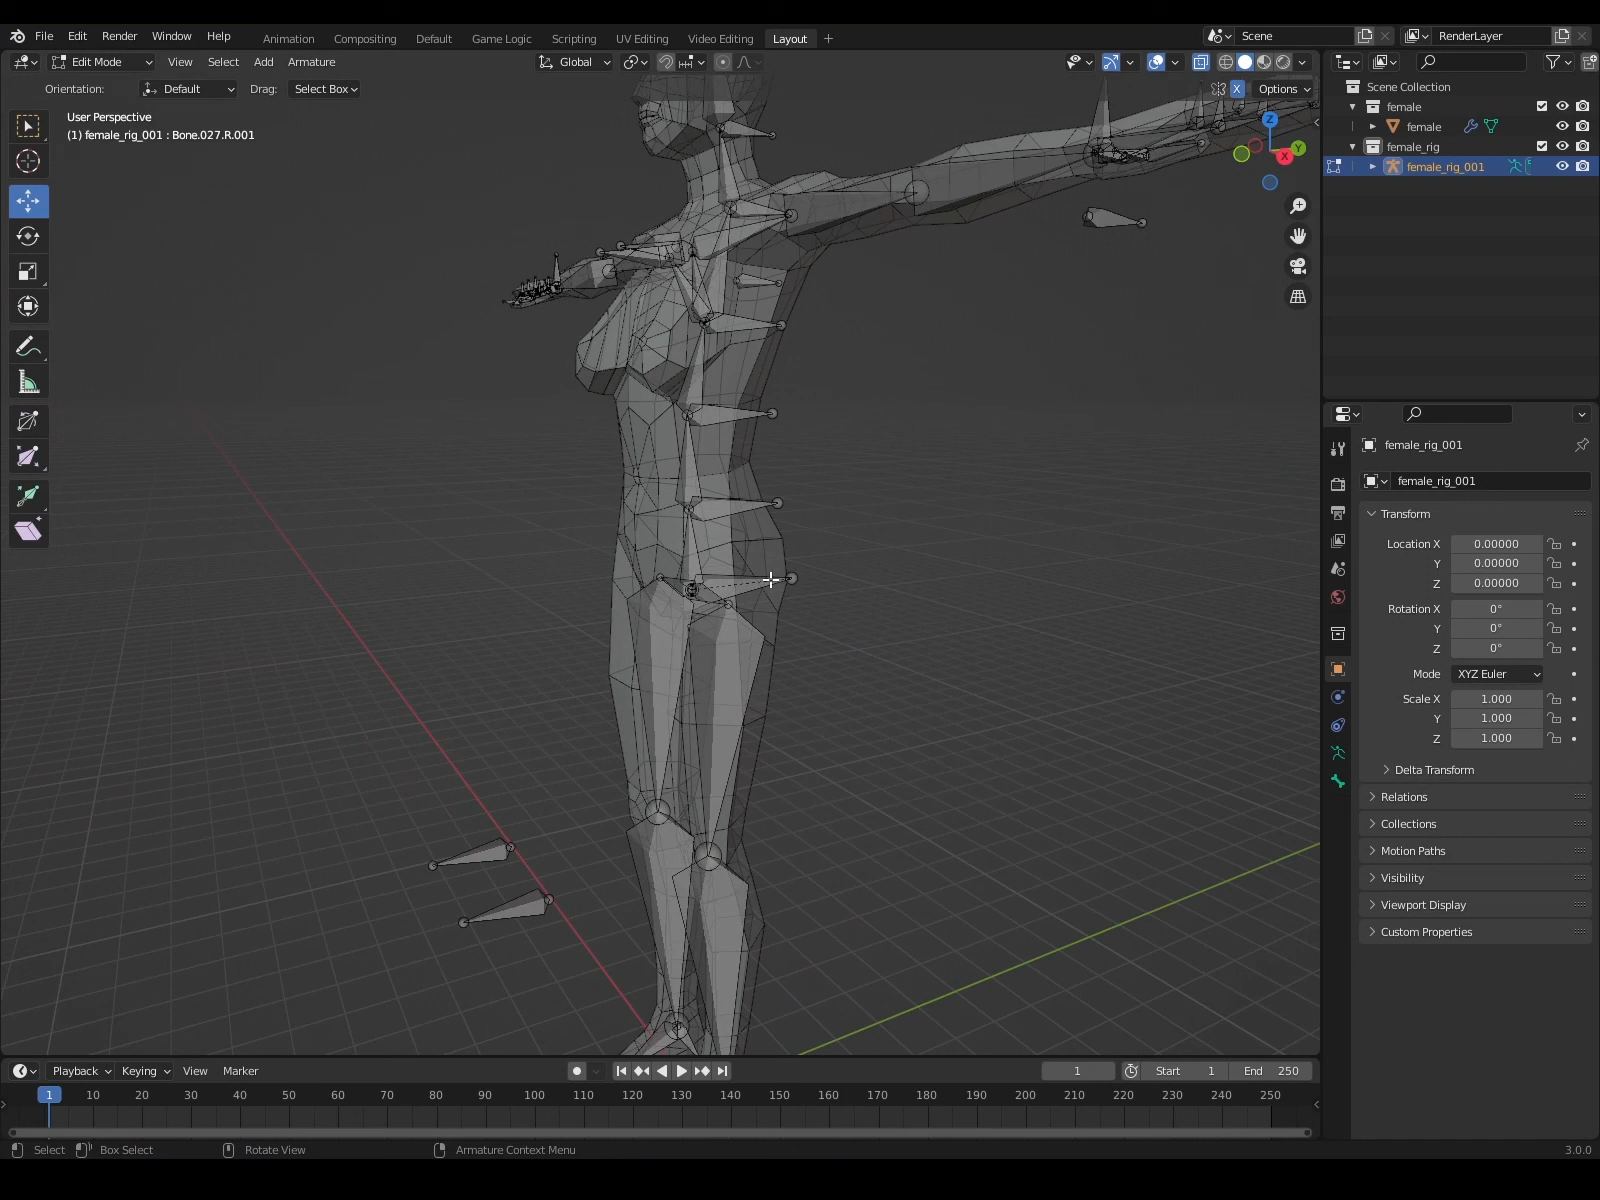 File Edit Render Window Help Animation Compositing Default Game Logic Scripting UV Editing Video Editing Layout + Scene RenderLayer
Edit Mode View Select Add Armature Global
Orientation: Default Drag: Select Box X Options
User Perspective
(1) female_rig_001 : Bone.027.R.001
Z
Y
X
Scene Collection
female
female
female_rig
female_rig_001
female_rig_001
female_rig_001
Transform
Location X 0.00000
Y 0.00000
Z 0.00000
Rotation X 0°
Y 0°
Z 0°
Mode XYZ Euler
Scale X 1.000
Y 1.000
Z 1.000
Delta Transform
Relations
Collections
Motion Paths
Visibility
Viewport Display
Custom Properties
Playback Keying View Marker 1 Start 1 End 250
1 10 20 30 40 50 60 70 80 90 100 110 120 130 140 150 160 170 180 190 200 210 220 230 240 250
Select Box Select Rotate View Armature Context Menu 3.0.0